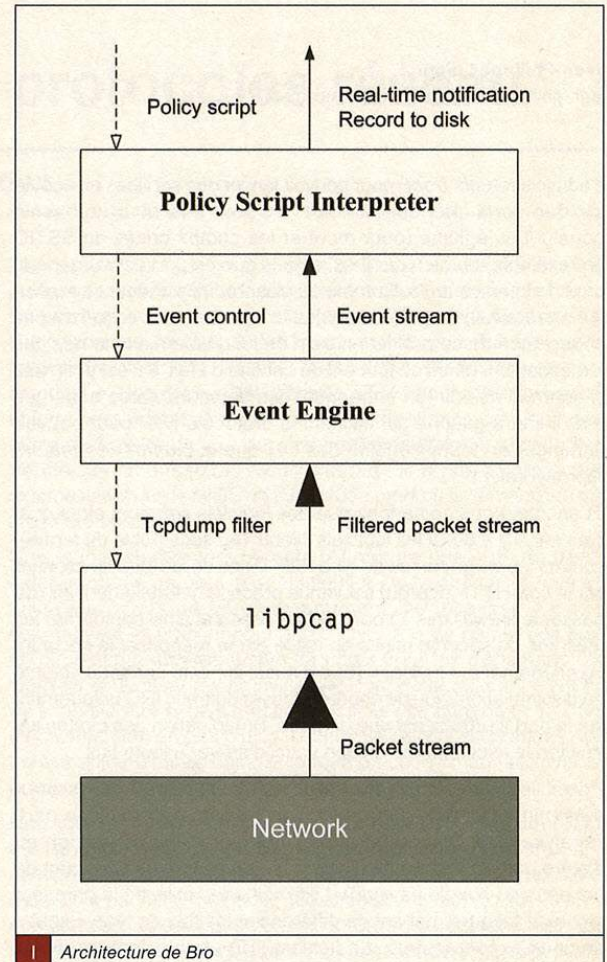 Policy script
Real-time notification
Record to disk
Policy Script Interpreter
Event control
Event stream
Event Engine
Tcpdump filter
Filtered packet stream
libpcap
Packet stream
Network
I Architecture de Bro